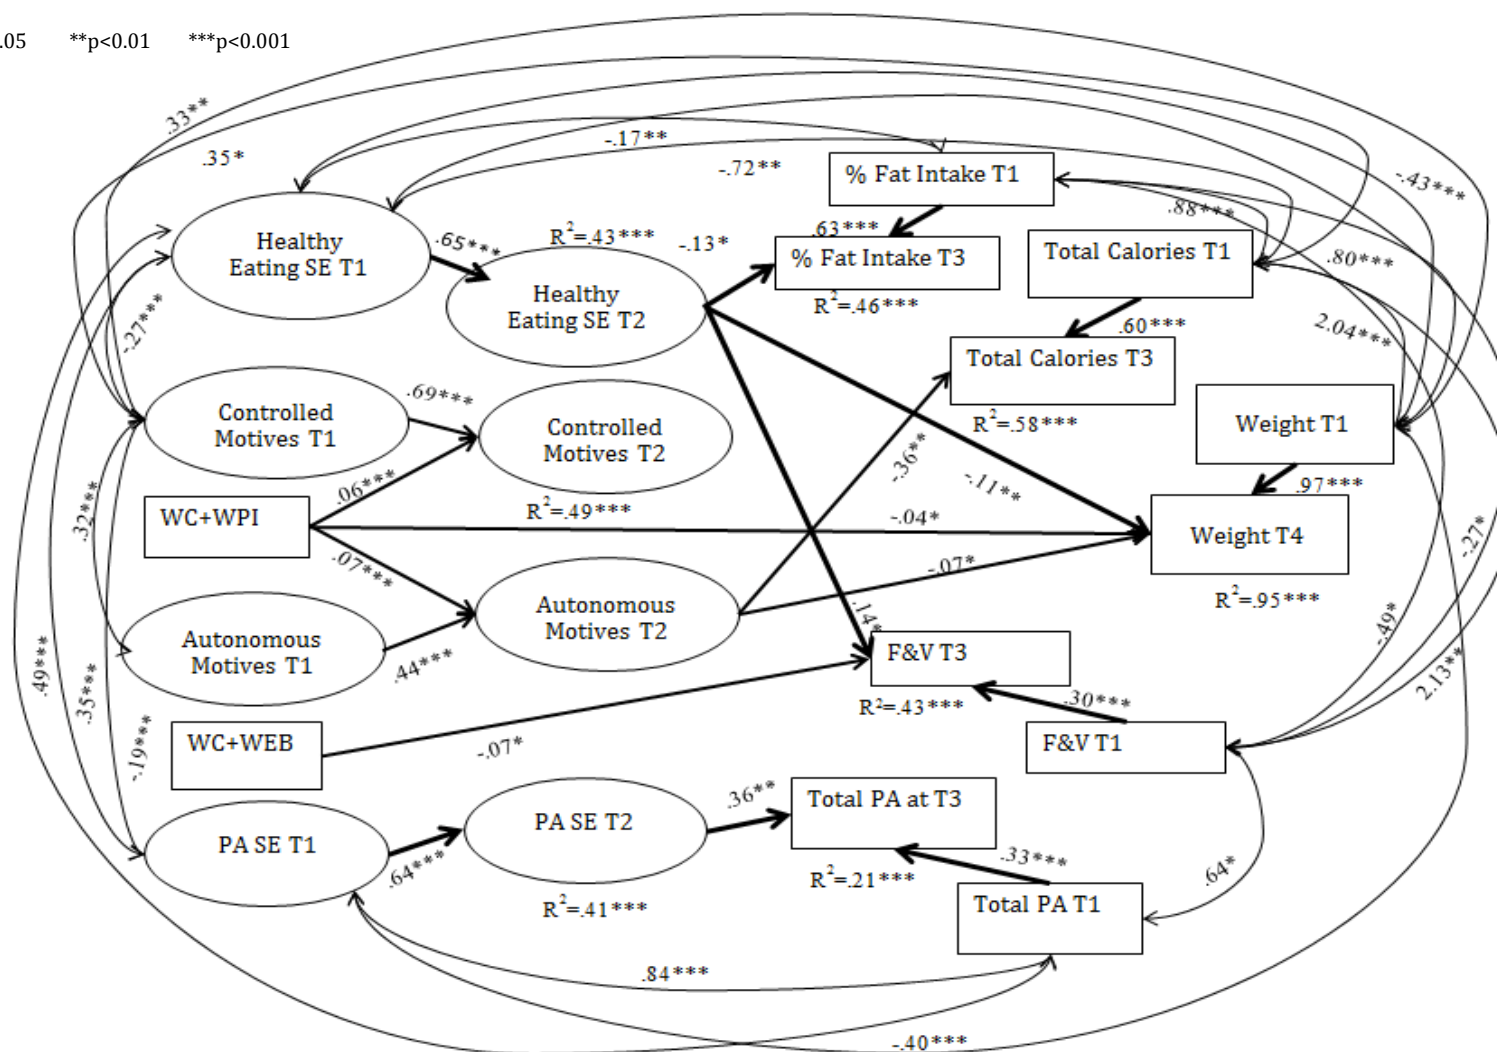 .05 **p<0.01 ***p<0.001
.33**
.35*
-.17**
-.72**
% Fat Intake T1
-.43***
.88***
Healthy
Eating SE T1
.65***
R²=.43***
-.13*
.63***
% Fat Intake T3
R²=.46***
Total Calories T1
.80***
Healthy
Eating SE T2
-.27***
.60***
2.04***
Total Calories T3
R²=.58***
Controlled
Motives T1
.69***
Controlled
Motives T2
Weight T1
.97***
-.36**
-.11**
.06***
R²=.49***
-.04*
WC+WPI
.32***
Weight T4
-.27*
R²=.95***
.07***
-.07*
Autonomous
Motives T2
.14*
Autonomous
Motives T1
.44***
F&V T3
-.49*
2.13**
.49***
.35***
R²=.43***
.30***
WC+WEB
-.07*
F&V T1
-.19***
PA SE T1
.64***
PA SE T2
R²=.41***
.36**
Total PA at T3
R²=.21***
.33***
.64*
Total PA T1
.84***
-.40***